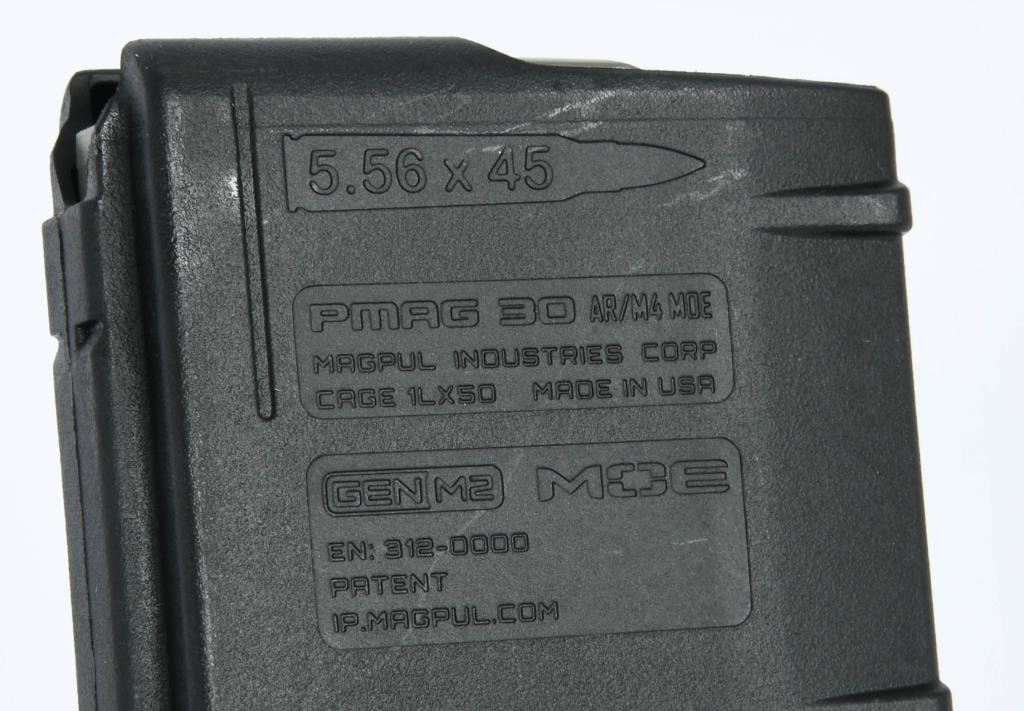 5.56 x 45
PMAG 30 AR/M4 MOE
MAGPUL INDUSTRIES CORP
CAGE 1LX50 MADE IN USA
GEN M2 MOE
EN: 312-0000
PATENT
IP.MAGPUL.COM